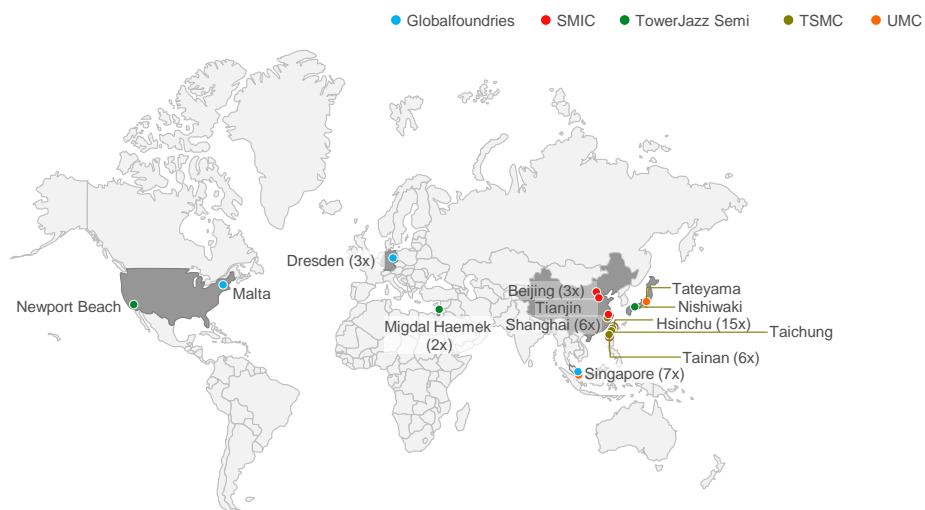 Globalfoundries
SMIC
TowerJazz Semi
TSMC
UMC
Dresden (3x)
Malta
Newport Beach
Migdal Haemek
(2x)
Beijing (3x)
Tianjin
Shanghai (6x)
Tateyama
Nishiwaki
Hsinchu (15x)
Taichung
Tainan (6x)
Singapore (7x)